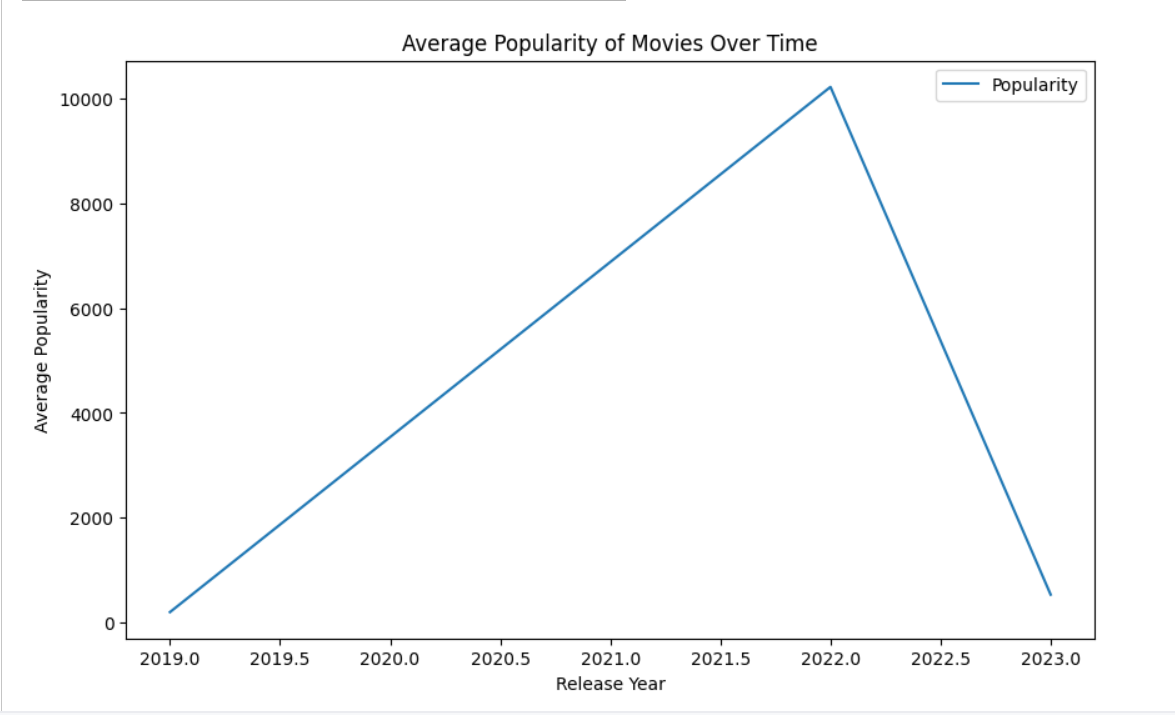 Average Popularity of Movies Over Time
Popularity
10000
8000
6000
4000
2000
0
Average Popularity
2019.0 2019.5 2020.0 2020.5 2021.0 2021.5 2022.0 2022.5 2023.0
Release Year